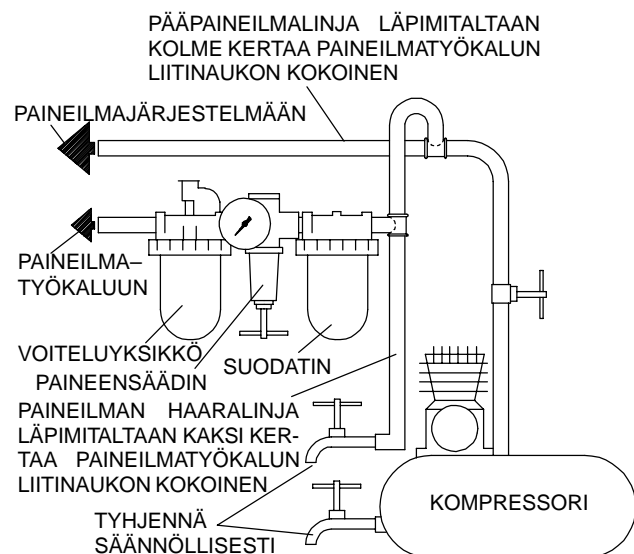 PÄÄPAINEILMALINJA LÄPIMITALTAAN
KOLME KERTAA PAINEILMATYÖKALUN
LIITINAUKON KOKOINEN
PAINEILMAJÄRJESTELMÄÄN
PAINEILMA–
TYÖKALUUN
VOITELUYKSIKKÖ
SUODATIN
PAINEENSÄÄDIN
PAINEILMAN HAARALINJA
LÄPIMITALTAAN KAKSI KER-
TAA PAINEILMATYÖKALUN
LIITINAUKON KOKOINEN
KOMPRESSORI
TYHJENNÄ
SÄÄNNÖLLISESTI